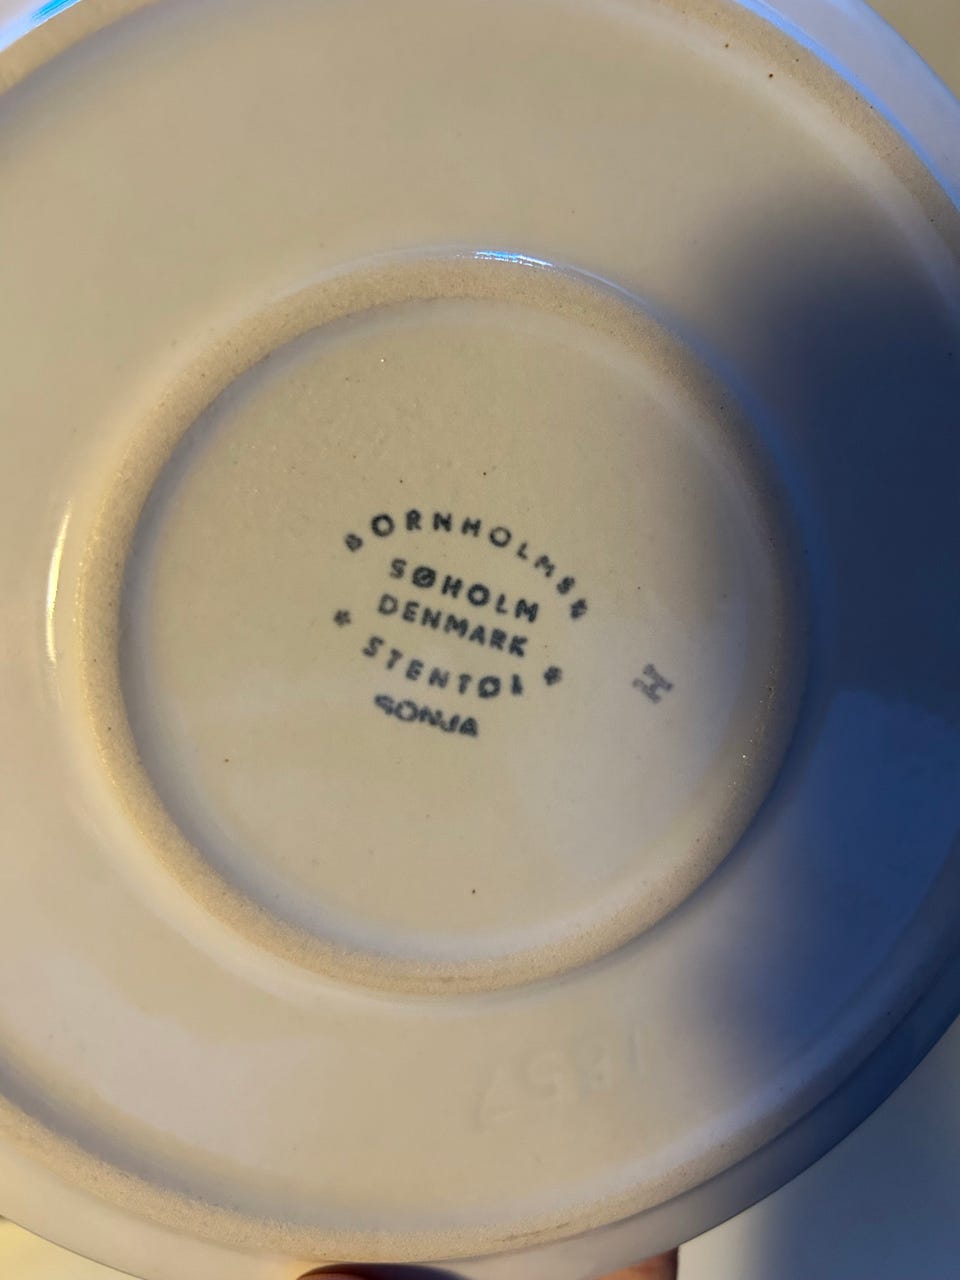 BORNHOLMSK
SØHOLM
DENMARK
* STENTØJ *
SONJA
H